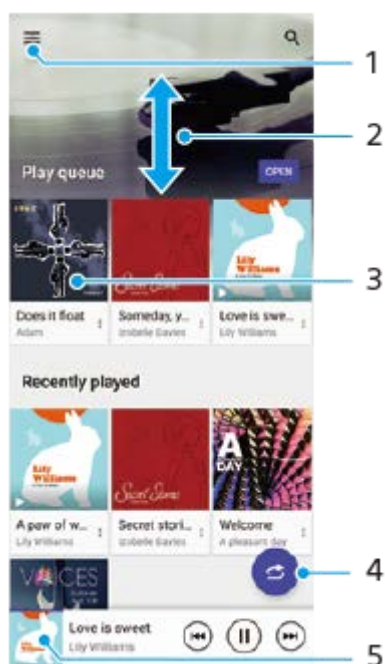 1
2
Play queue
OPEN
3
Does it float
Someday, y...
Love is swe...
Adam
Izobelle Davies
Lily Williams
Recently played
Lily
Williams
A
DAY
A paw of w...
Secret stori...
Welcome
Lily Williams
Izobelle Davies
A pleasant day
VOICES
4
Love is sweet
Lily Williams
5